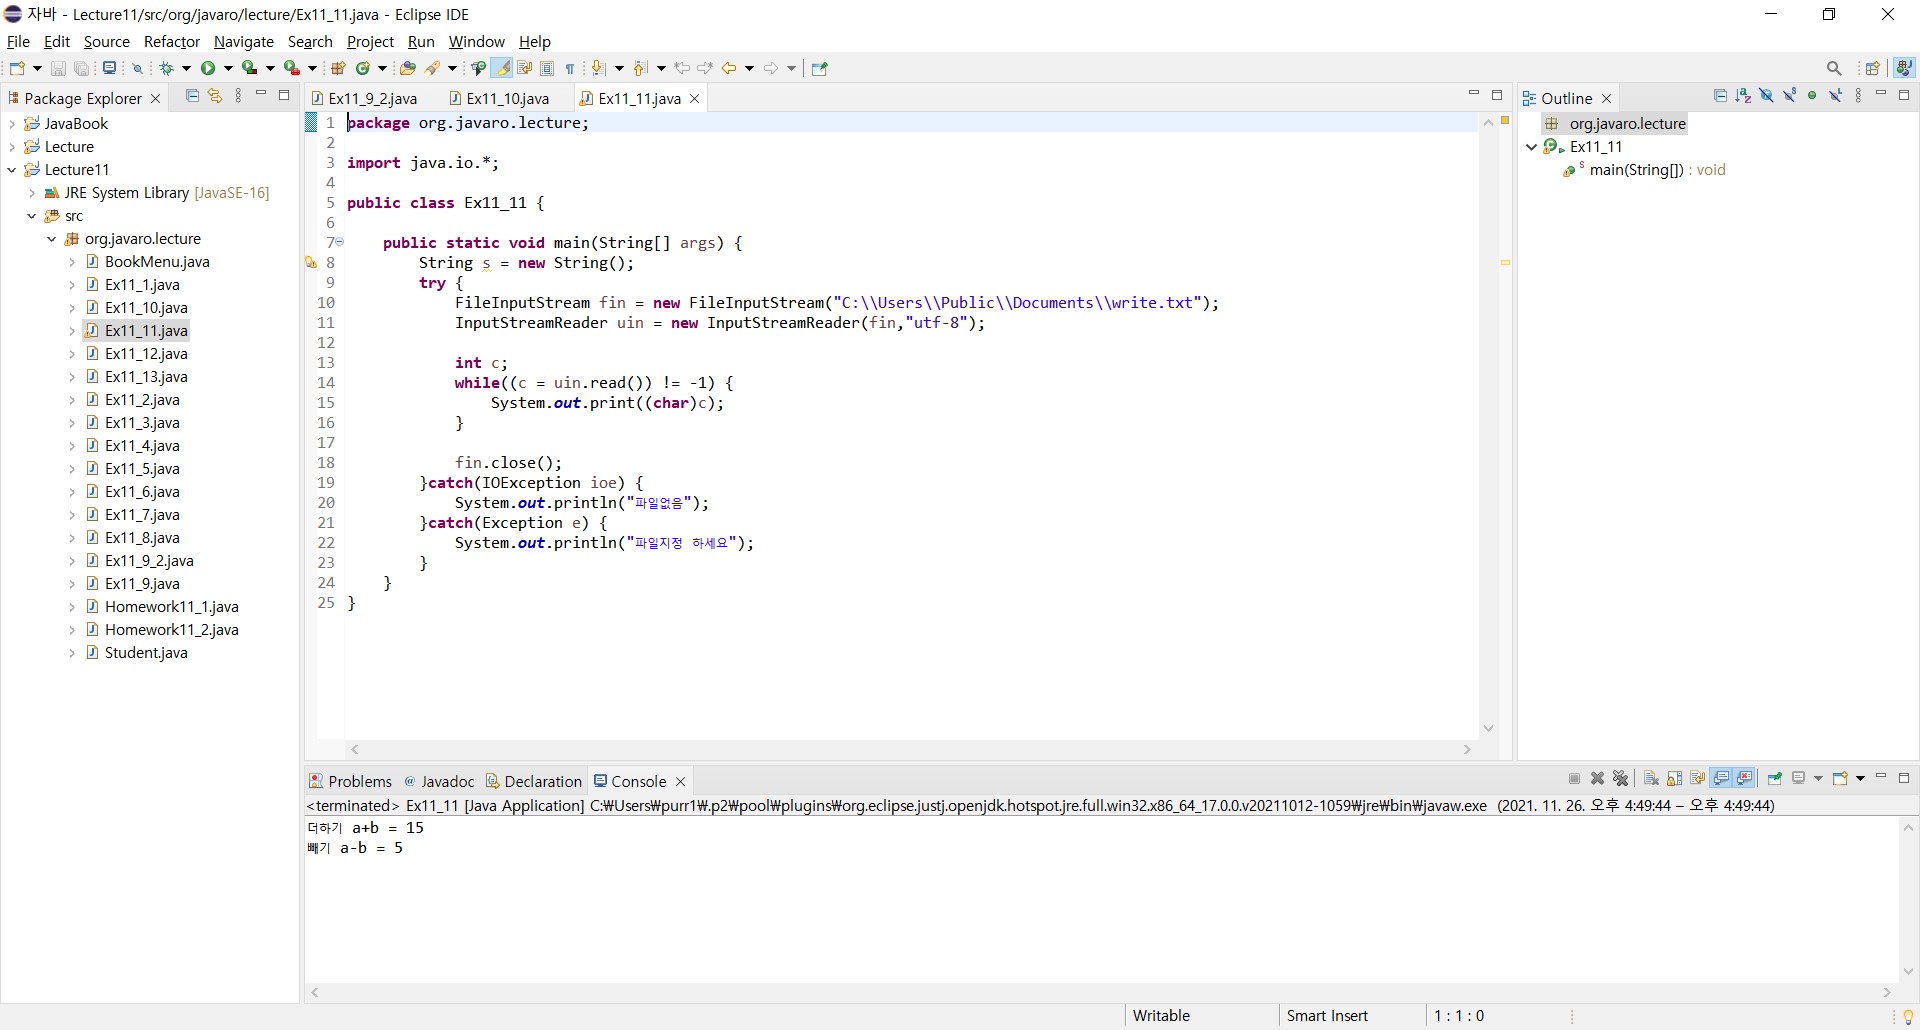 자바 - Lecture11/src/org/javaro/lecture/Ex11_11.java - Eclipse IDE
File Edit Source Refactor Navigate Search Project Run Window Help
Package Explorer
JavaBook
Lecture
Lecture11
JRE System Library [JavaSE-16]
src
org.javaro.lecture
BookMenu.java
Ex11_1.java
Ex11_10.java
Ex11_11.java
Ex11_12.java
Ex11_13.java
Ex11_2.java
Ex11_3.java
Ex11_4.java
Ex11_5.java
Ex11_6.java
Ex11_7.java
Ex11_8.java
Ex11_9_2.java
Ex11_9.java
Homework11_1.java
Homework11_2.java
Student.java
Ex11_9_2.java Ex11_10.java Ex11_11.java
1 package org.javaro.lecture;
2
3 import java.io.*;
4
5 public class Ex11_11 {
6
7 public static void main(String[] args) {
8 String s = new String();
9 try {
10 FileInputStream fin = new FileInputStream("C:\\Users\\Public\\Documents\\write.txt");
11 InputStreamReader uin = new InputStreamReader(fin,"utf-8");
12
13 int c;
14 while((c = uin.read()) != -1) {
15 System.out.print((char)c);
16 }
17
18 fin.close();
19 }catch(IOException ioe) {
20 System.out.println("파일없음");
21 }catch(Exception e) {
22 System.out.println("파일지정 하세요");
23 }
24 }
25 }
Outline
org.javaro.lecture
Ex11_11
main(String[]) : void
Problems @ Javadoc Declaration Console
<terminated> Ex11_11 [Java Application] C:₩Users₩purr1₩.p2₩pool₩plugins₩org.eclipse.justj.openjdk.hotspot.jre.full.win32.x86_64_17.0.0.v20211012-1059₩jre₩bin₩javaw.exe (2021. 11. 26. 오후 4:49:44 – 오후 4:49:44)
더하기 a+b = 15
빼기 a-b = 5
Writable Smart Insert 1 : 1 : 0